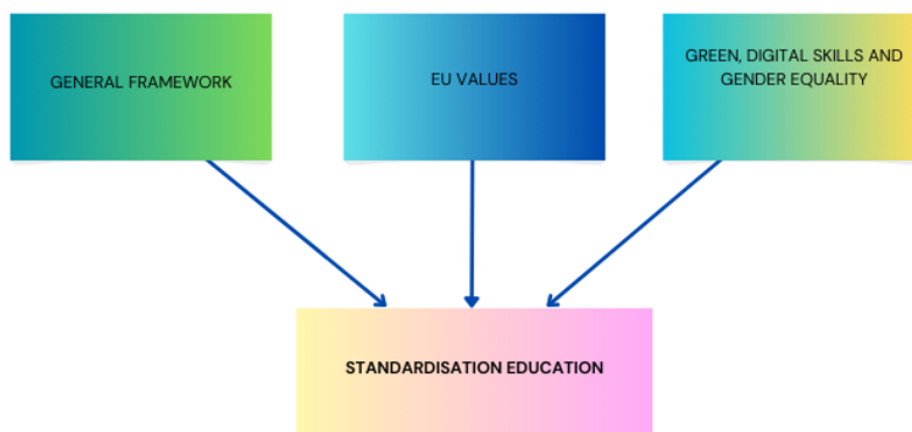 GENERAL FRAMEWORK
EU VALUES
GREEN, DIGITAL SKILLS AND
GENDER EQUALITY
STANDARDISATION EDUCATION